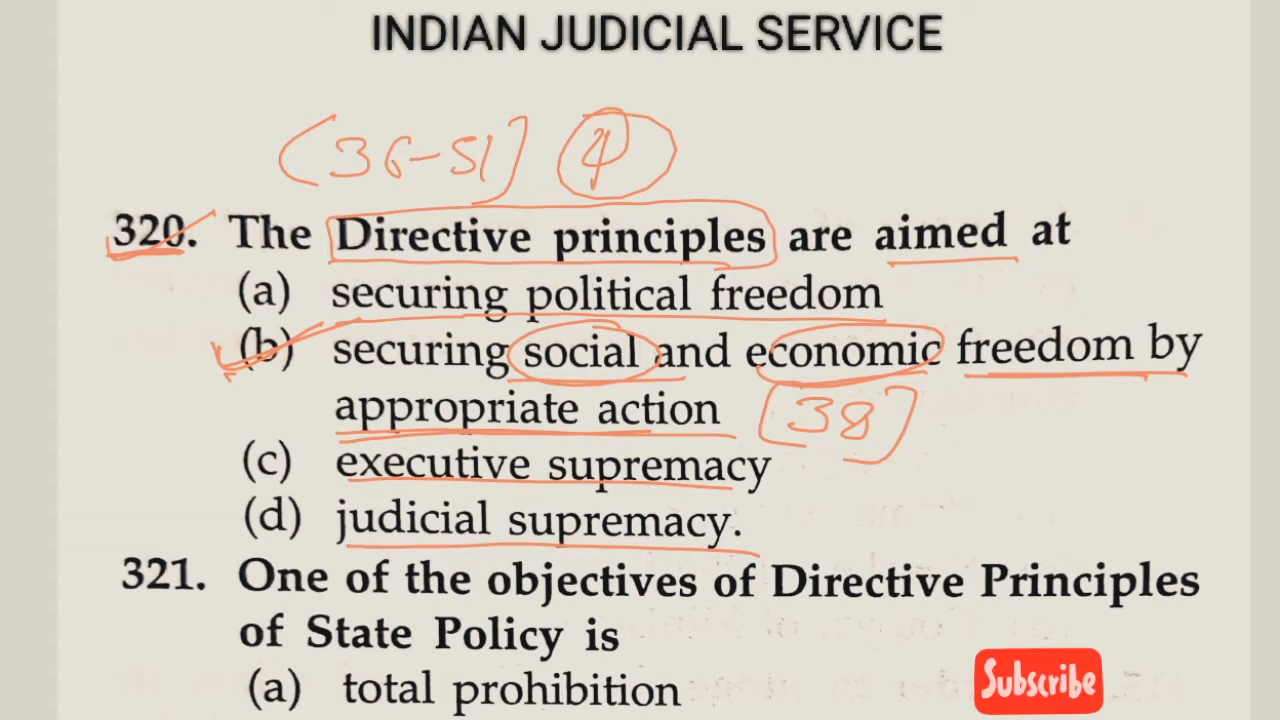 INDIAN JUDICIAL SERVICE
(36-51] 4
320. The Directive principles are aimed at
(a) securing political freedom
(b) securing social and economic freedom by
appropriate action [38]
(c) executive supremacy
(d) judicial supremacy.
321. One of the objectives of Directive Principles
of State Policy is
(a) total prohibition
Subscribe